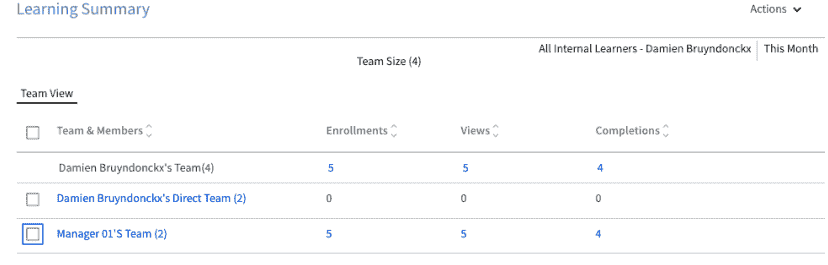 Learning Summary Actions
All Internal Learners - Damien Bruyndonckx This Month
Team Size (4)
Team View
Team & Members Enrollments Views Completions
Damien Bruyndonckx's Team(4) 5 5 4
Damien Bruyndonckx's Direct Team (2) 0 0 0
Manager 01'S Team (2) 5 5 4